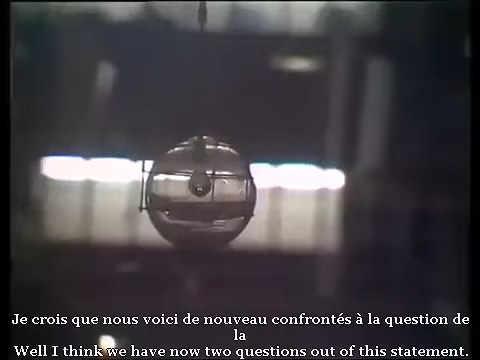 Je crois que nous voici de nouveau confrontés à la question de
la
Well I think we have now two questions out of this statement.